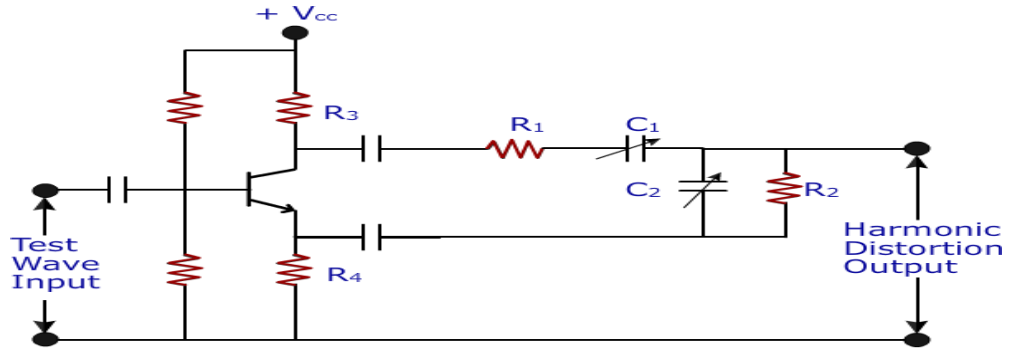 + Vcc
R3
R1
C1
C2
R2
Test
Wave
Input
R4
Harmonic
Distortion
Output